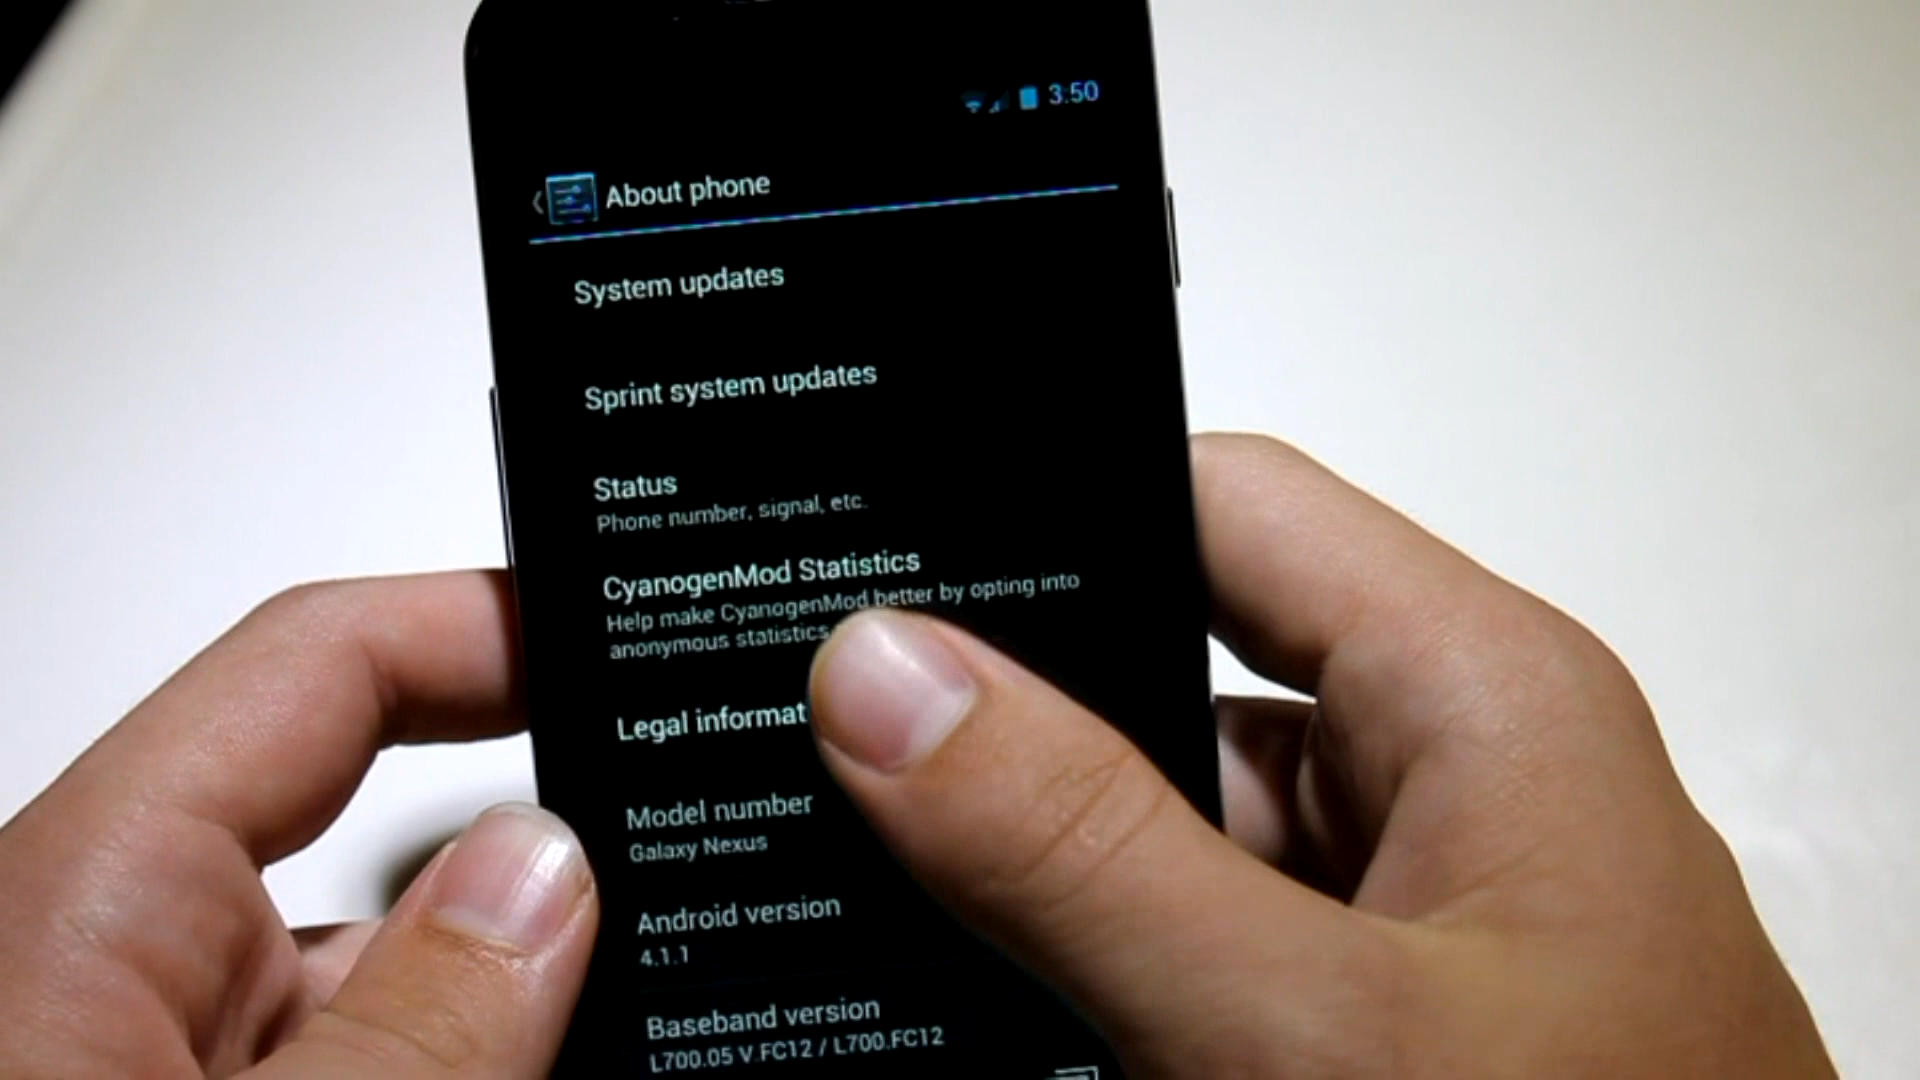 3:50
About phone
System updates
Sprint system updates
Status
Phone number, signal, etc.
CyanogenMod Statistics
Help make CyanogenMod better by opting into
anonymous statistics
Legal informat
Model number
Galaxy Nexus
Android version
4.1.1
Baseband version
L700.05 V.FC12 / L700.FC12